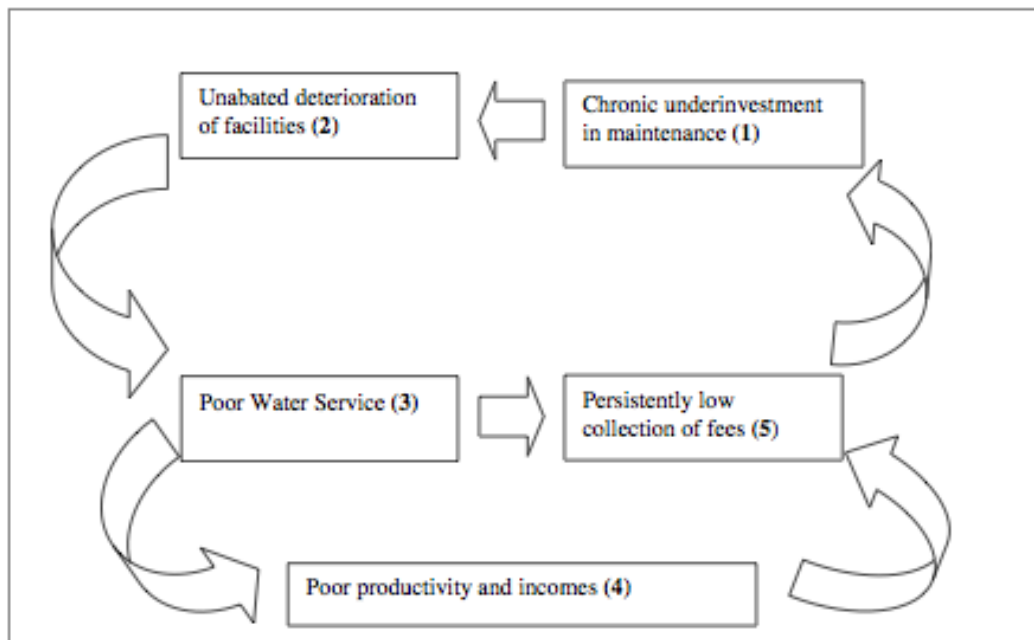 Unabated deterioration
of facilities (2)
Chronic underinvestment
in maintenance (1)
Poor Water Service (3)
Persistently low
collection of fees (5)
Poor productivity and incomes (4)